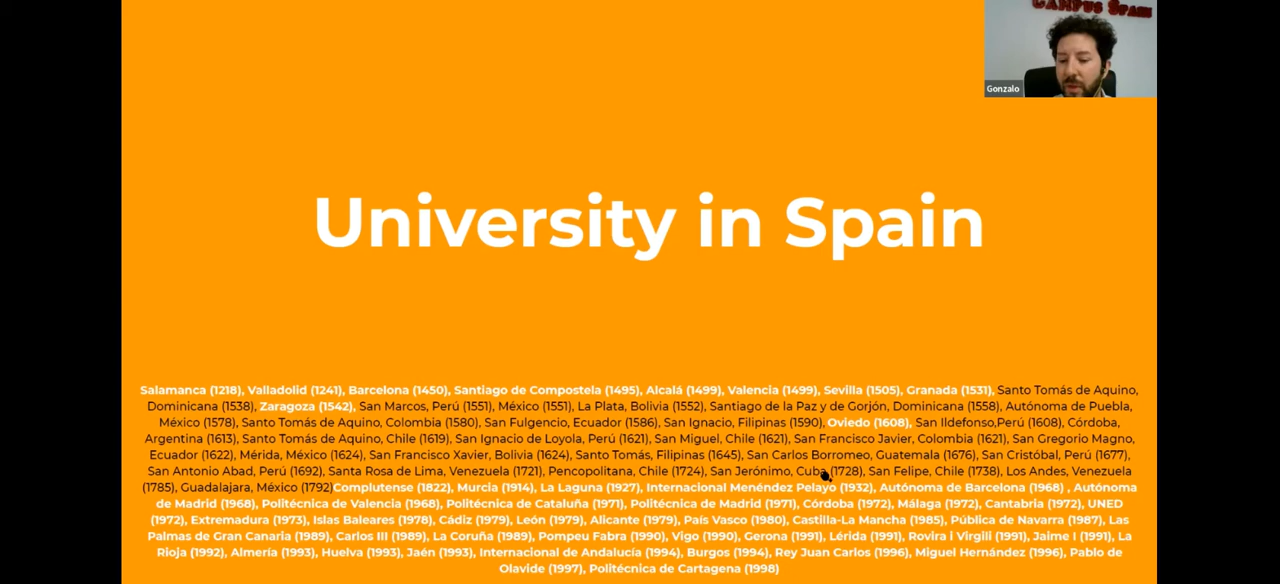 CAMPUS SPAIN
Gonzalo
University in Spain
Salamanca (1218), Valladolid (1241), Barcelona (1450), Santiago de Compostela (1495), Alcalá (1499), Valencia (1499), Sevilla (1505), Granada (1531), Santo Tomás de Aquino,
Dominicana (1538), Zaragoza (1542), San Marcos, Perú (1551), México (1551), La Plata, Bolivia (1552), Santiago de la Paz y de Gorjón, Dominicana (1558), Autónoma de Puebla,
México (1578), Santo Tomás de Aquino, Colombia (1580), San Fulgencio, Ecuador (1586), San Ignacio, Filipinas (1590), Oviedo (1608), San Ildefonso,Perú (1608), Córdoba,
Argentina (1613), Santo Tomás de Aquino, Chile (1619), San Ignacio de Loyola, Perú (1621), San Miguel, Chile (1621), San Francisco Javier, Colombia (1621), San Gregorio Magno,
Ecuador (1622), Mérida, México (1624), San Francisco Xavier, Bolivia (1624), Santo Tomás, Filipinas (1645), San Carlos Borromeo, Guatemala (1676), San Cristóbal, Perú (1677),
San Antonio Abad, Perú (1692), Santa Rosa de Lima, Venezuela (1721), Pencopolitana, Chile (1724), San Jerónimo, Cuba (1728), San Felipe, Chile (1738), Los Andes, Venezuela
(1785), Guadalajara, México (1792)Complutense (1822), Murcia (1914), La Laguna (1927), Internacional Menéndez Pelayo (1932), Autónoma de Barcelona (1968) , Autónoma
de Madrid (1968), Politécnica de Valencia (1968), Politécnica de Cataluña (1971), Politécnica de Madrid (1971), Córdoba (1972), Málaga (1972), Cantabria (1972), UNED
(1972), Extremadura (1973), Islas Baleares (1978), Cádiz (1979), León (1979), Alicante (1979), País Vasco (1980), Castilla-La Mancha (1985), Pública de Navarra (1987), Las
Palmas de Gran Canaria (1989), Carlos III (1989), La Coruña (1989), Pompeu Fabra (1990), Vigo (1990), Gerona (1991), Lérida (1991), Rovira i Virgili (1991), Jaime I (1991), La
Rioja (1992), Almería (1993), Huelva (1993), Jaén (1993), Internacional de Andalucía (1994), Burgos (1994), Rey Juan Carlos (1996), Miguel Hernández (1996), Pablo de
Olavide (1997), Politécnica de Cartagena (1998)